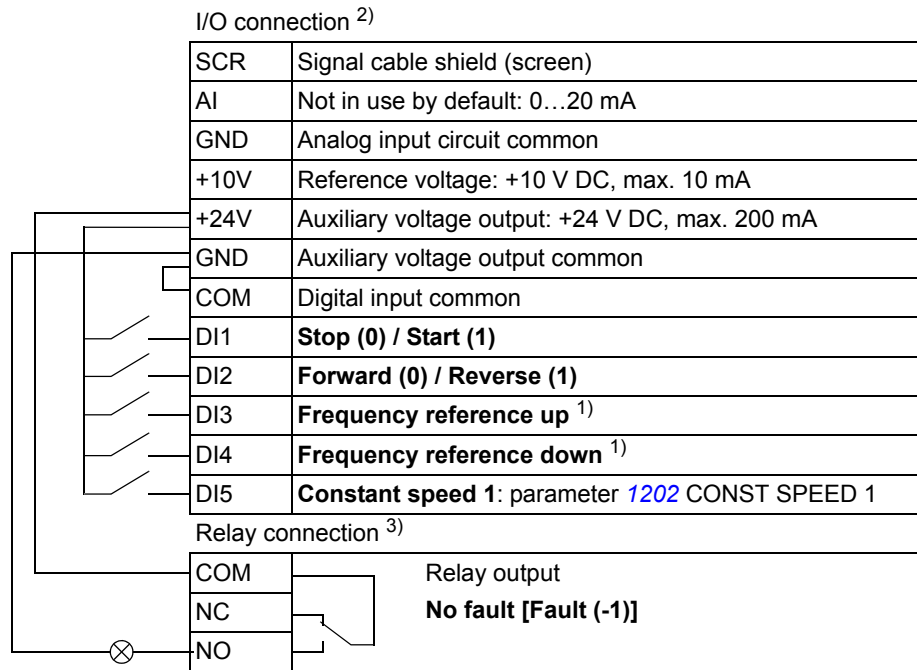 I/O connection 2)
SCR Signal cable shield (screen)
AI Not in use by default: 0…20 mA
GND Analog input circuit common
+10V Reference voltage: +10 V DC, max. 10 mA
+24V Auxiliary voltage output: +24 V DC, max. 200 mA
GND Auxiliary voltage output common
COM Digital input common
DI1 Stop (0) / Start (1)
DI2 Forward (0) / Reverse (1)
DI3 Frequency reference up 1)
DI4 Frequency reference down 1)
DI5 Constant speed 1: parameter 1202 CONST SPEED 1
Relay connection 3)
COM Relay output
NC No fault [Fault (-1)]
NO